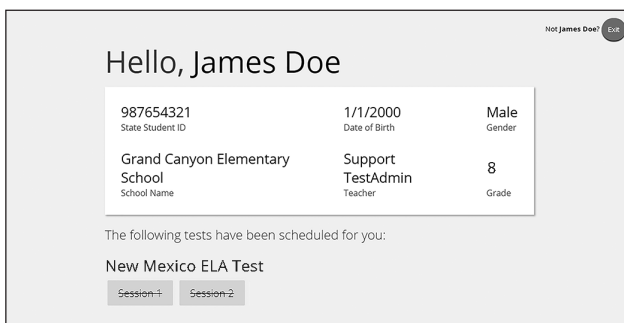 Not James Doe? Exit
Hello, James Doe
987654321 1/1/2000 Male
State Student ID Date of Birth Gender
Grand Canyon Elementary School Support TestAdmin 8
School Name Teacher Grade
The following tests have been scheduled for you:
New Mexico ELA Test
Session 1 Session 2